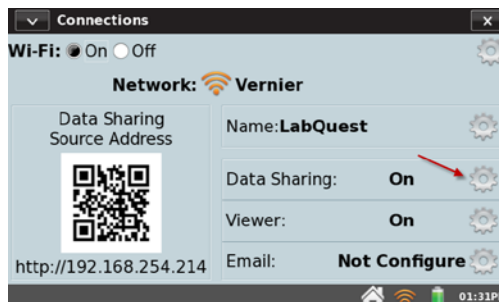 Connections
Wi-Fi: On Off
Network: Vernier
Data Sharing
Source Address
http://192.168.254.214
Name:LabQuest
Data Sharing: On
Viewer: On
Email: Not Configure
01:31P